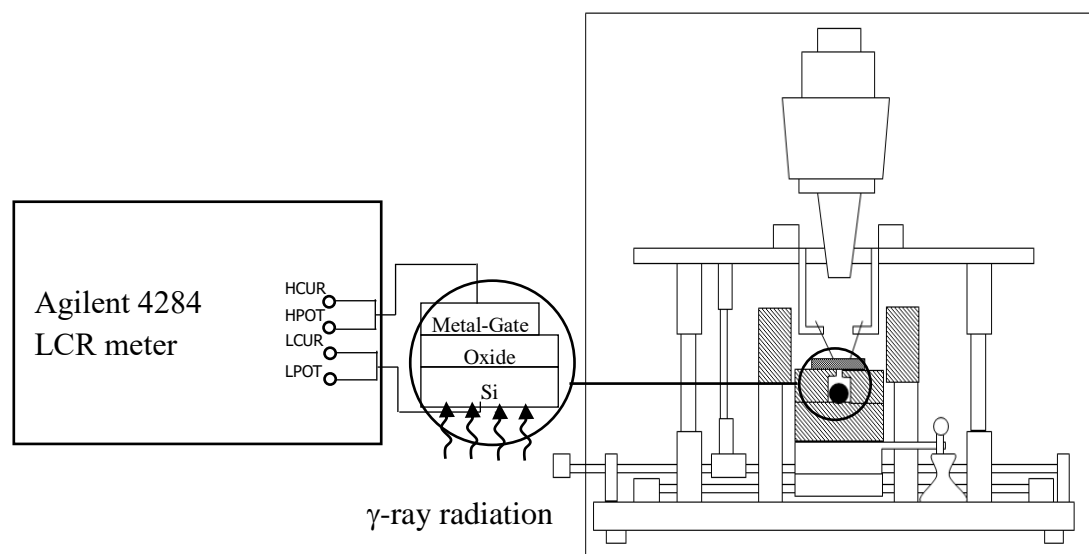 Agilent 4284
LCR meter
HCUR
HPOT
LCUR
LPOT
Metal-Gate
Oxide
Si
γ-ray radiation